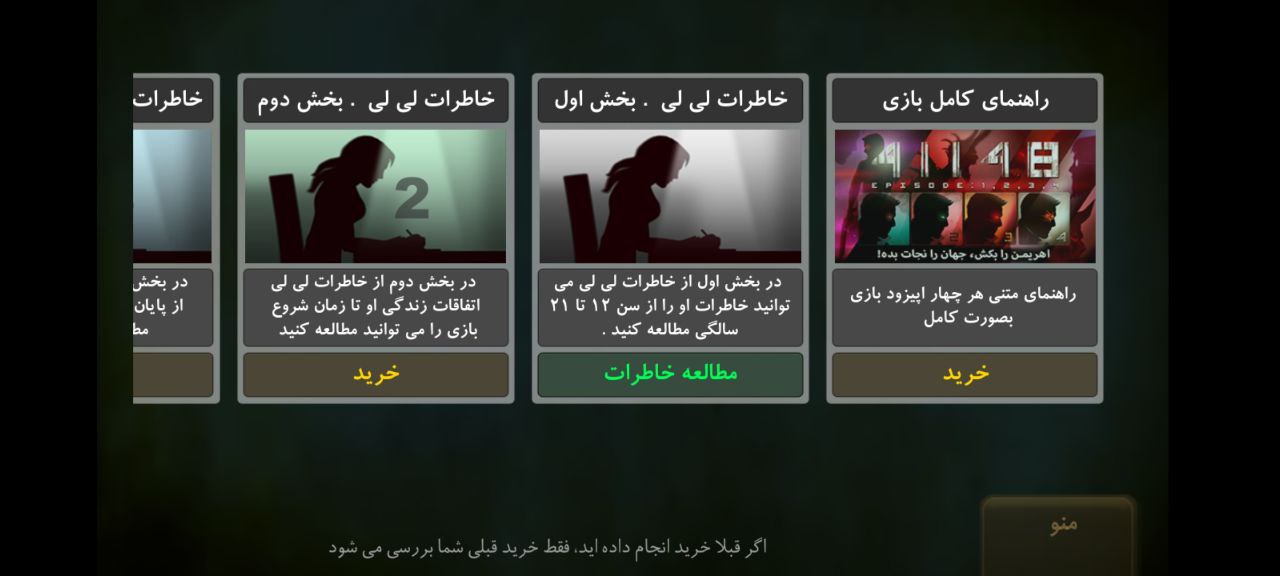 راهنمای کامل بازی
41148
EPISODE:1,2,3,4
2
3
4
اهریمن را بکش، جهان را نجات بده!
راهنمای متنی هر چهار اپیزود بازی
بصورت کامل
خرید
خاطرات لی لی . بخش اول
در بخش اول از خاطرات لی لی می
توانید خاطرات او را از سن ۱۲ تا ۲۱
سالگی مطالعه کنید .
مطالعه خاطرات
خاطرات لی لی . بخش دوم
2
در بخش دوم از خاطرات لی لی
اتفاقات زندگی او تا زمان شروع
بازی را می توانید مطالعه کنید
خرید
خاطرات
در بخش
از پایان
منو
اگر قبلا خرید انجام داده اید، فقط خرید قبلی شما بررسی می شود